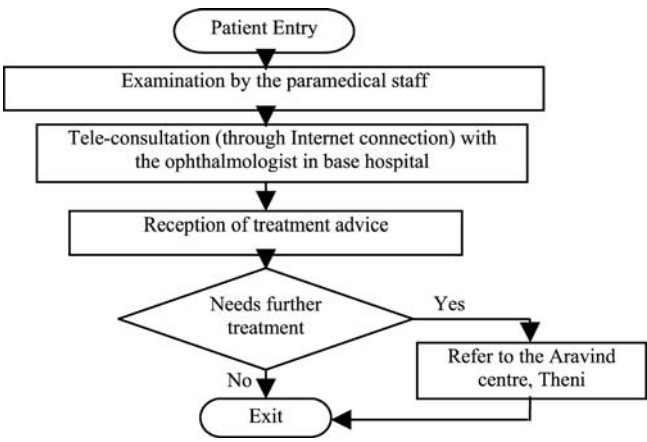 Patient Entry
Examination by the paramedical staff
Tele-consultation (through Internet connection) with
the ophthalmologist in base hospital
Reception of treatment advice
Needs further
treatment
Yes
Refer to the Aravind
centre, Theni
No
Exit